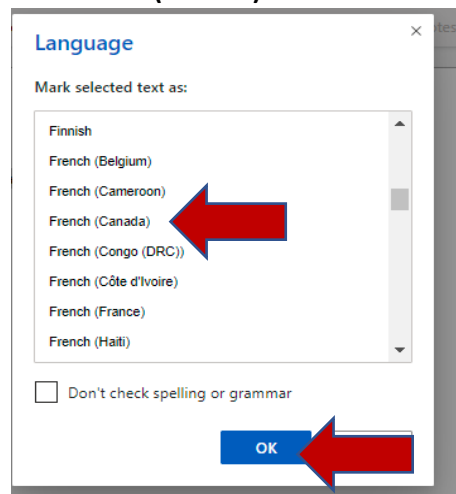 Language
Mark selected text as:
Finnish
French (Belgium)
French (Cameroon)
French (Canada)
French (Congo (DRC))
French (Côte d'Ivoire)
French (France)
French (Haiti)
Don't check spelling or grammar
OK